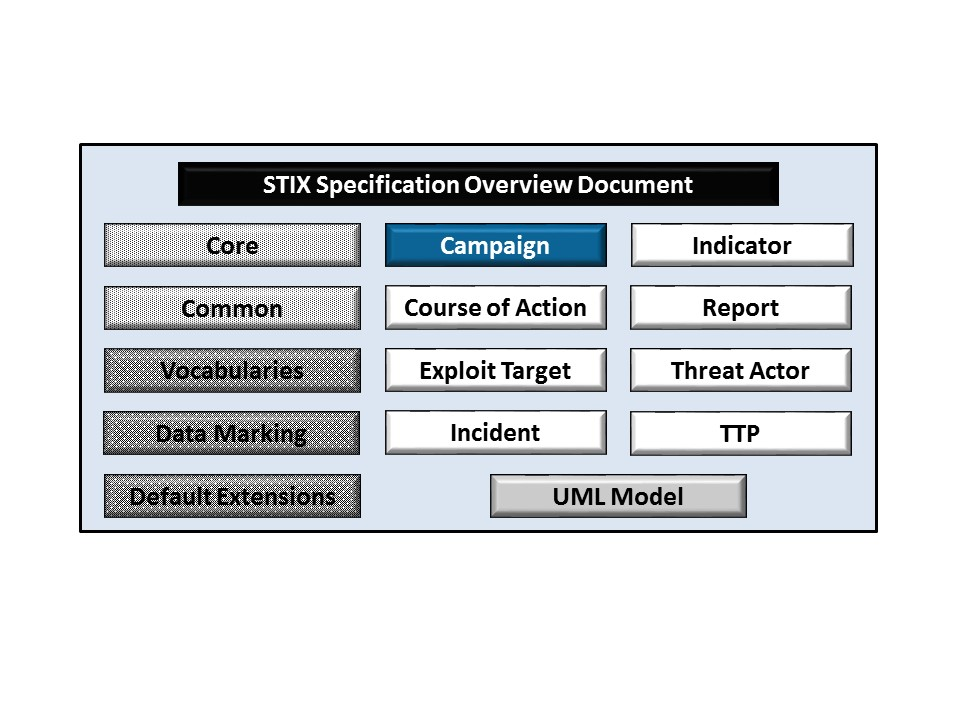 STIX Specification Overview Document
Core
Campaign
Indicator
Common
Course of Action
Report
Vocabularies
Exploit Target
Threat Actor
Data Marking
Incident
TTP
Default Extensions
UML Model